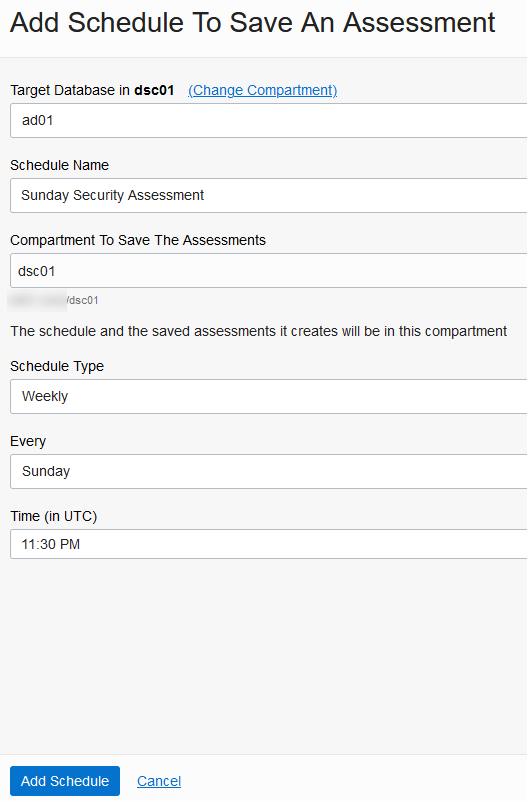 Add Schedule To Save An Assessment
Target Database in dsc01 (Change Compartment)
ad01
Schedule Name
Sunday Security Assessment
Compartment To Save The Assessments
dsc01
/dsc01
The schedule and the saved assessments it creates will be in this compartment
Schedule Type
Weekly
Every
Sunday
Time (in UTC)
11:30 PM
Add Schedule Cancel